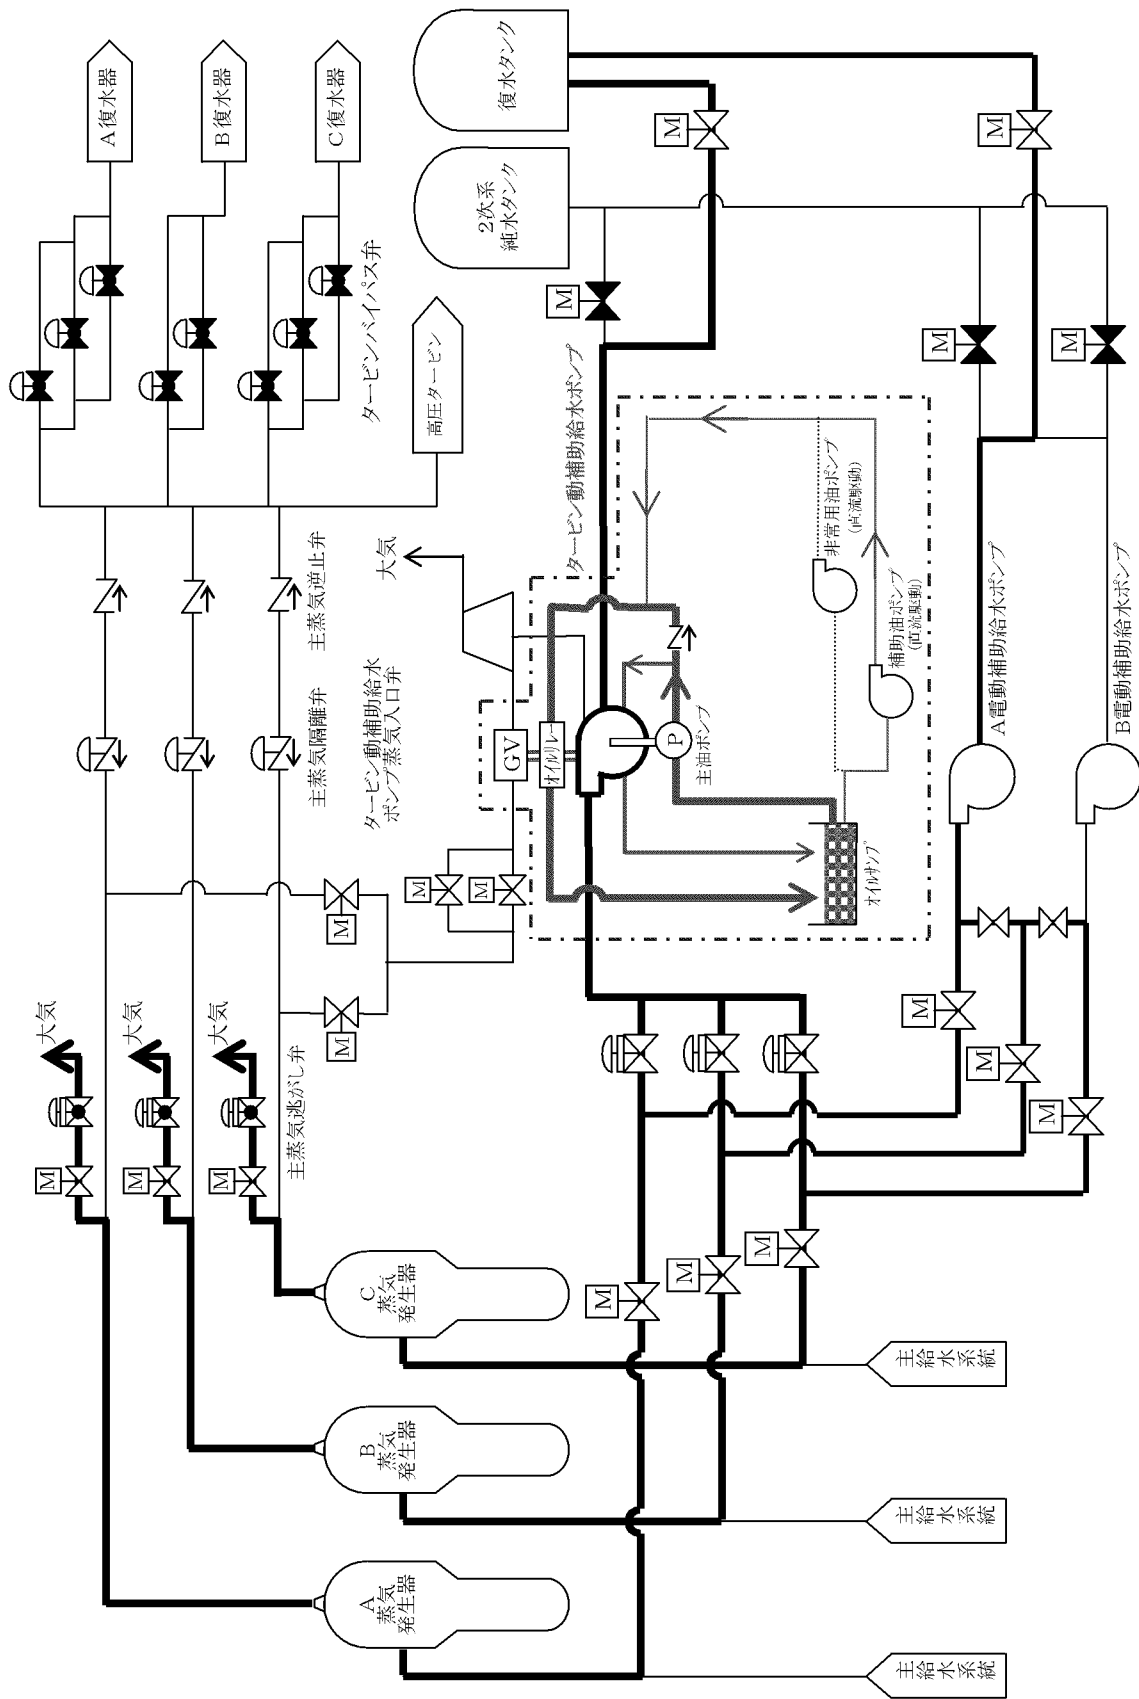 A復水器
B復水器
C復水器
タービンバイパス弁
高圧タービン
復水タンク
2次系
純水タンク
M
M
M
M
M
主蒸気逆止弁
主蒸気隔離弁
大気
タービン動補助給水
ポンプ蒸気入口弁
タービン動補助給水ポンプ
GV
オイルリレー
P
主油ポンプ
オイルサンプ
非常用油ポンプ
(直流駆動)
補助油ポンプ
(直流駆動)
A電動補助給水ポンプ
B電動補助給水ポンプ
M
M
M
M
大気
大気
大気
主蒸気逃がし弁
M
M
M
M
M
M
M
M
M
A
蒸気
発生器
B
蒸気
発生器
C
蒸気
発生器
主給水系統
主給水系統
主給水系統